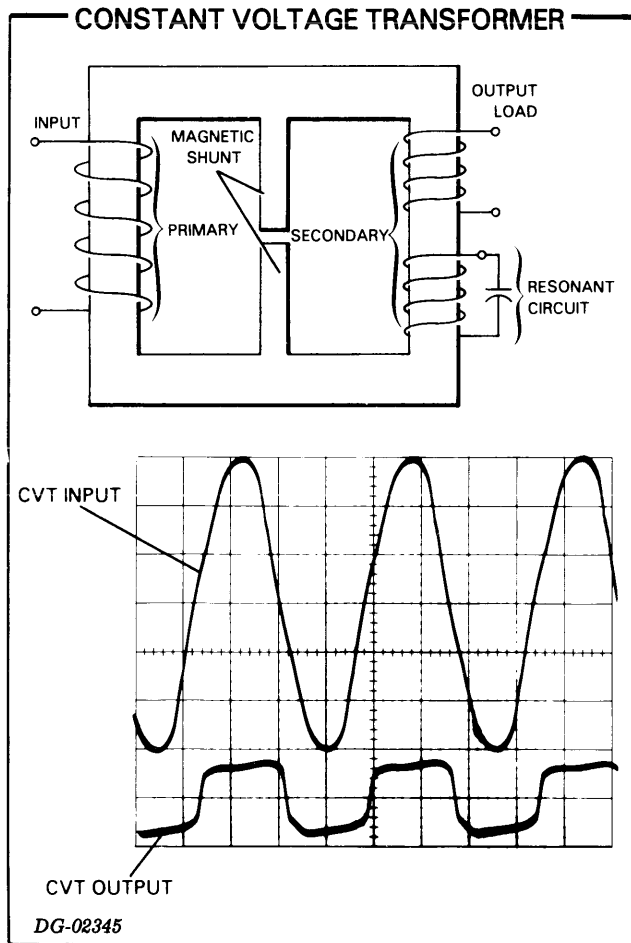 CONSTANT VOLTAGE TRANSFORMER
OUTPUT
LOAD
INPUT
MAGNETIC
SHUNT
PRIMARY
SECONDARY
RESONANT
CIRCUIT
CVT INPUT
CVT OUTPUT
DG-02345